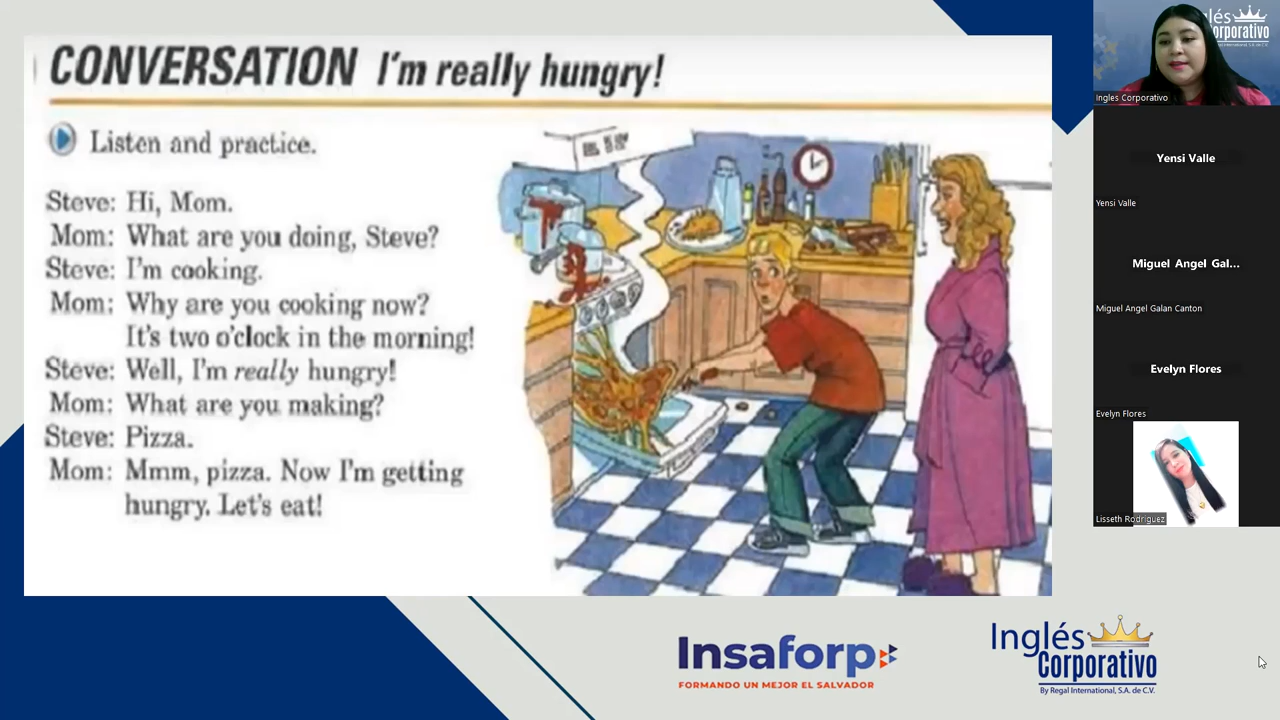 CONVERSATION I'm really hungry!
Listen and practice.
Steve: Hi, Mom.
Mom: What are you doing, Steve?
Steve: I'm cooking.
Mom: Why are you cooking now?
It's two o'clock in the morning!
Steve: Well, I'm really hungry!
Mom: What are you making?
Steve: Pizza.
Mom: Mmm, pizza. Now I'm getting
hungry. Let's eat!
Insaforp
FORMANDO UN MEJOR EL SALVADOR
Inglés
Corporativo
By Regal International, S.A. de C.V.
Ingles Corporativo
Yensi Valle
Yensi Valle
Miguel Angel Gal...
Miguel Angel Galan Canton
Evelyn Flores
Evelyn Flores
Lisseth Rodriguez